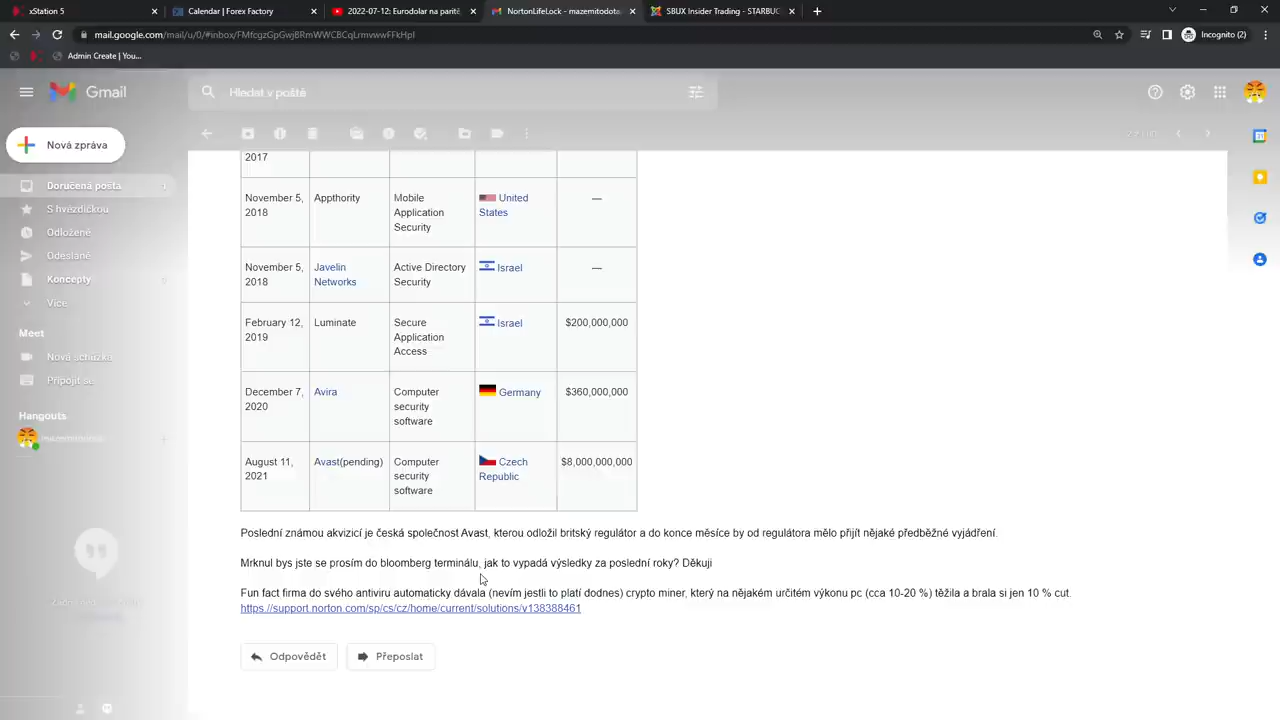 xStation 5
Calendar | Forex Factory
2022-07-12: Eurodolar na paritě,
NortonLifeLock - mazemitodotas
SBUX Insider Trading - STARBUC
mail.google.com/mail/u/0/#inbox/FMfcgzGpGwj8RmWWCBCqLrmvwwFFkHpl
Incognito (2)
Admin Create | You...
Gmail
Hledat v poště
Nová zpráva
Doručená pošta
S hvězdičkou
Odložené
Odeslané
Koncepty
Více
Meet
Nová schůzka
Připojit se
Hangouts
2017
November 5, 2018 Appthority Mobile Application Security United States —
November 5, 2018 Javelin Networks Active Directory Security Israel —
February 12, 2019 Luminate Secure Application Access Israel $200,000,000
December 7, 2020 Avira Computer security software Germany $360,000,000
August 11, 2021 Avast(pending) Computer security software Czech Republic $8,000,000,000
Poslední známou akvizicí je česká společnost Avast, kterou odložil britský regulátor a do konce měsíce by od regulátora mělo přijít nějaké předběžné vyjádření.
Mrknul bys jste se prosím do bloomberg terminálu, jak to vypadá výsledky za poslední roky? Děkuji
Fun fact firma do svého antiviru automaticky dávala (nevím jestli to platí dodnes) crypto miner, který na nějakém určitém výkonu pc (cca 10-20 %) těžila a brala si jen 10 % cut.
https://support.norton.com/sp/cs/cz/home/current/solutions/v138388461
Odpovědět
Přeposlat